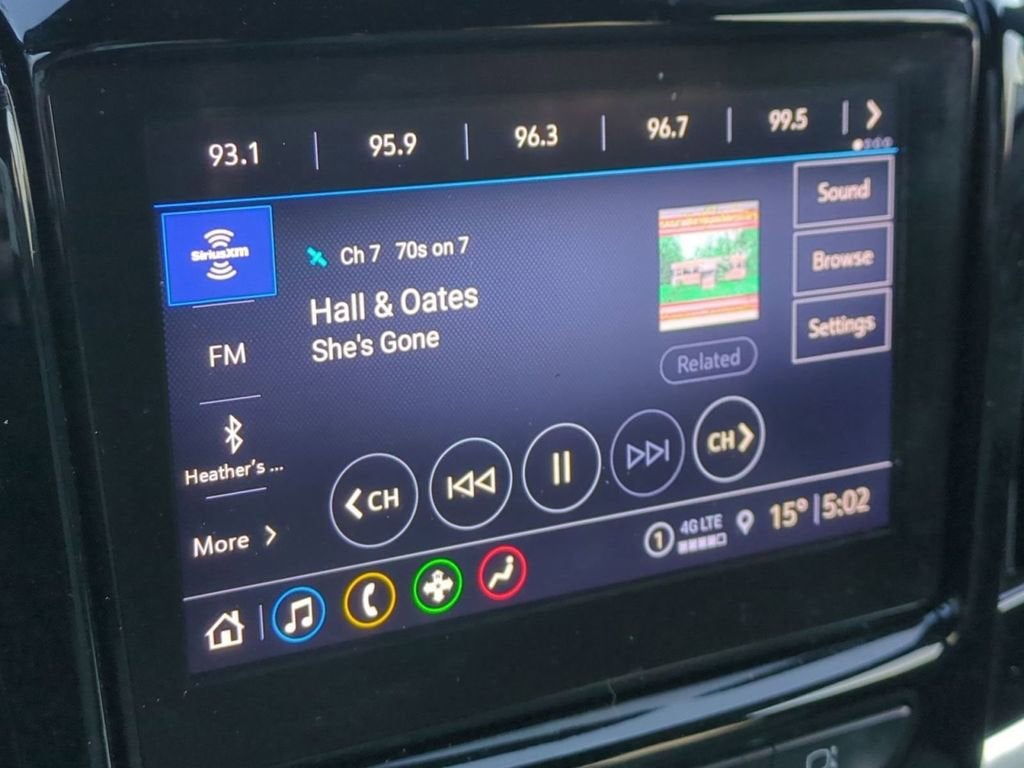 93.1 95.9 96.3 96.7 99.5
Sound
SiriusXM
Ch 7 70s on 7
Browse
Hall & Oates
She's Gone
Settings
FM
Related
Heather's ...
CH
CH
More
1 4G LTE 15° 5:02